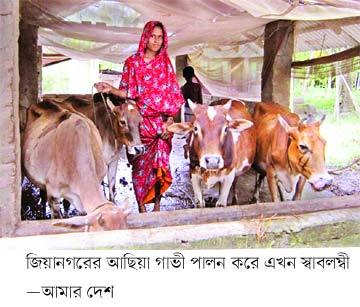 জিয়ানগরের আছিয়া গাভী পালন করে এখন স্বাবলম্বী
—আমার দেশ